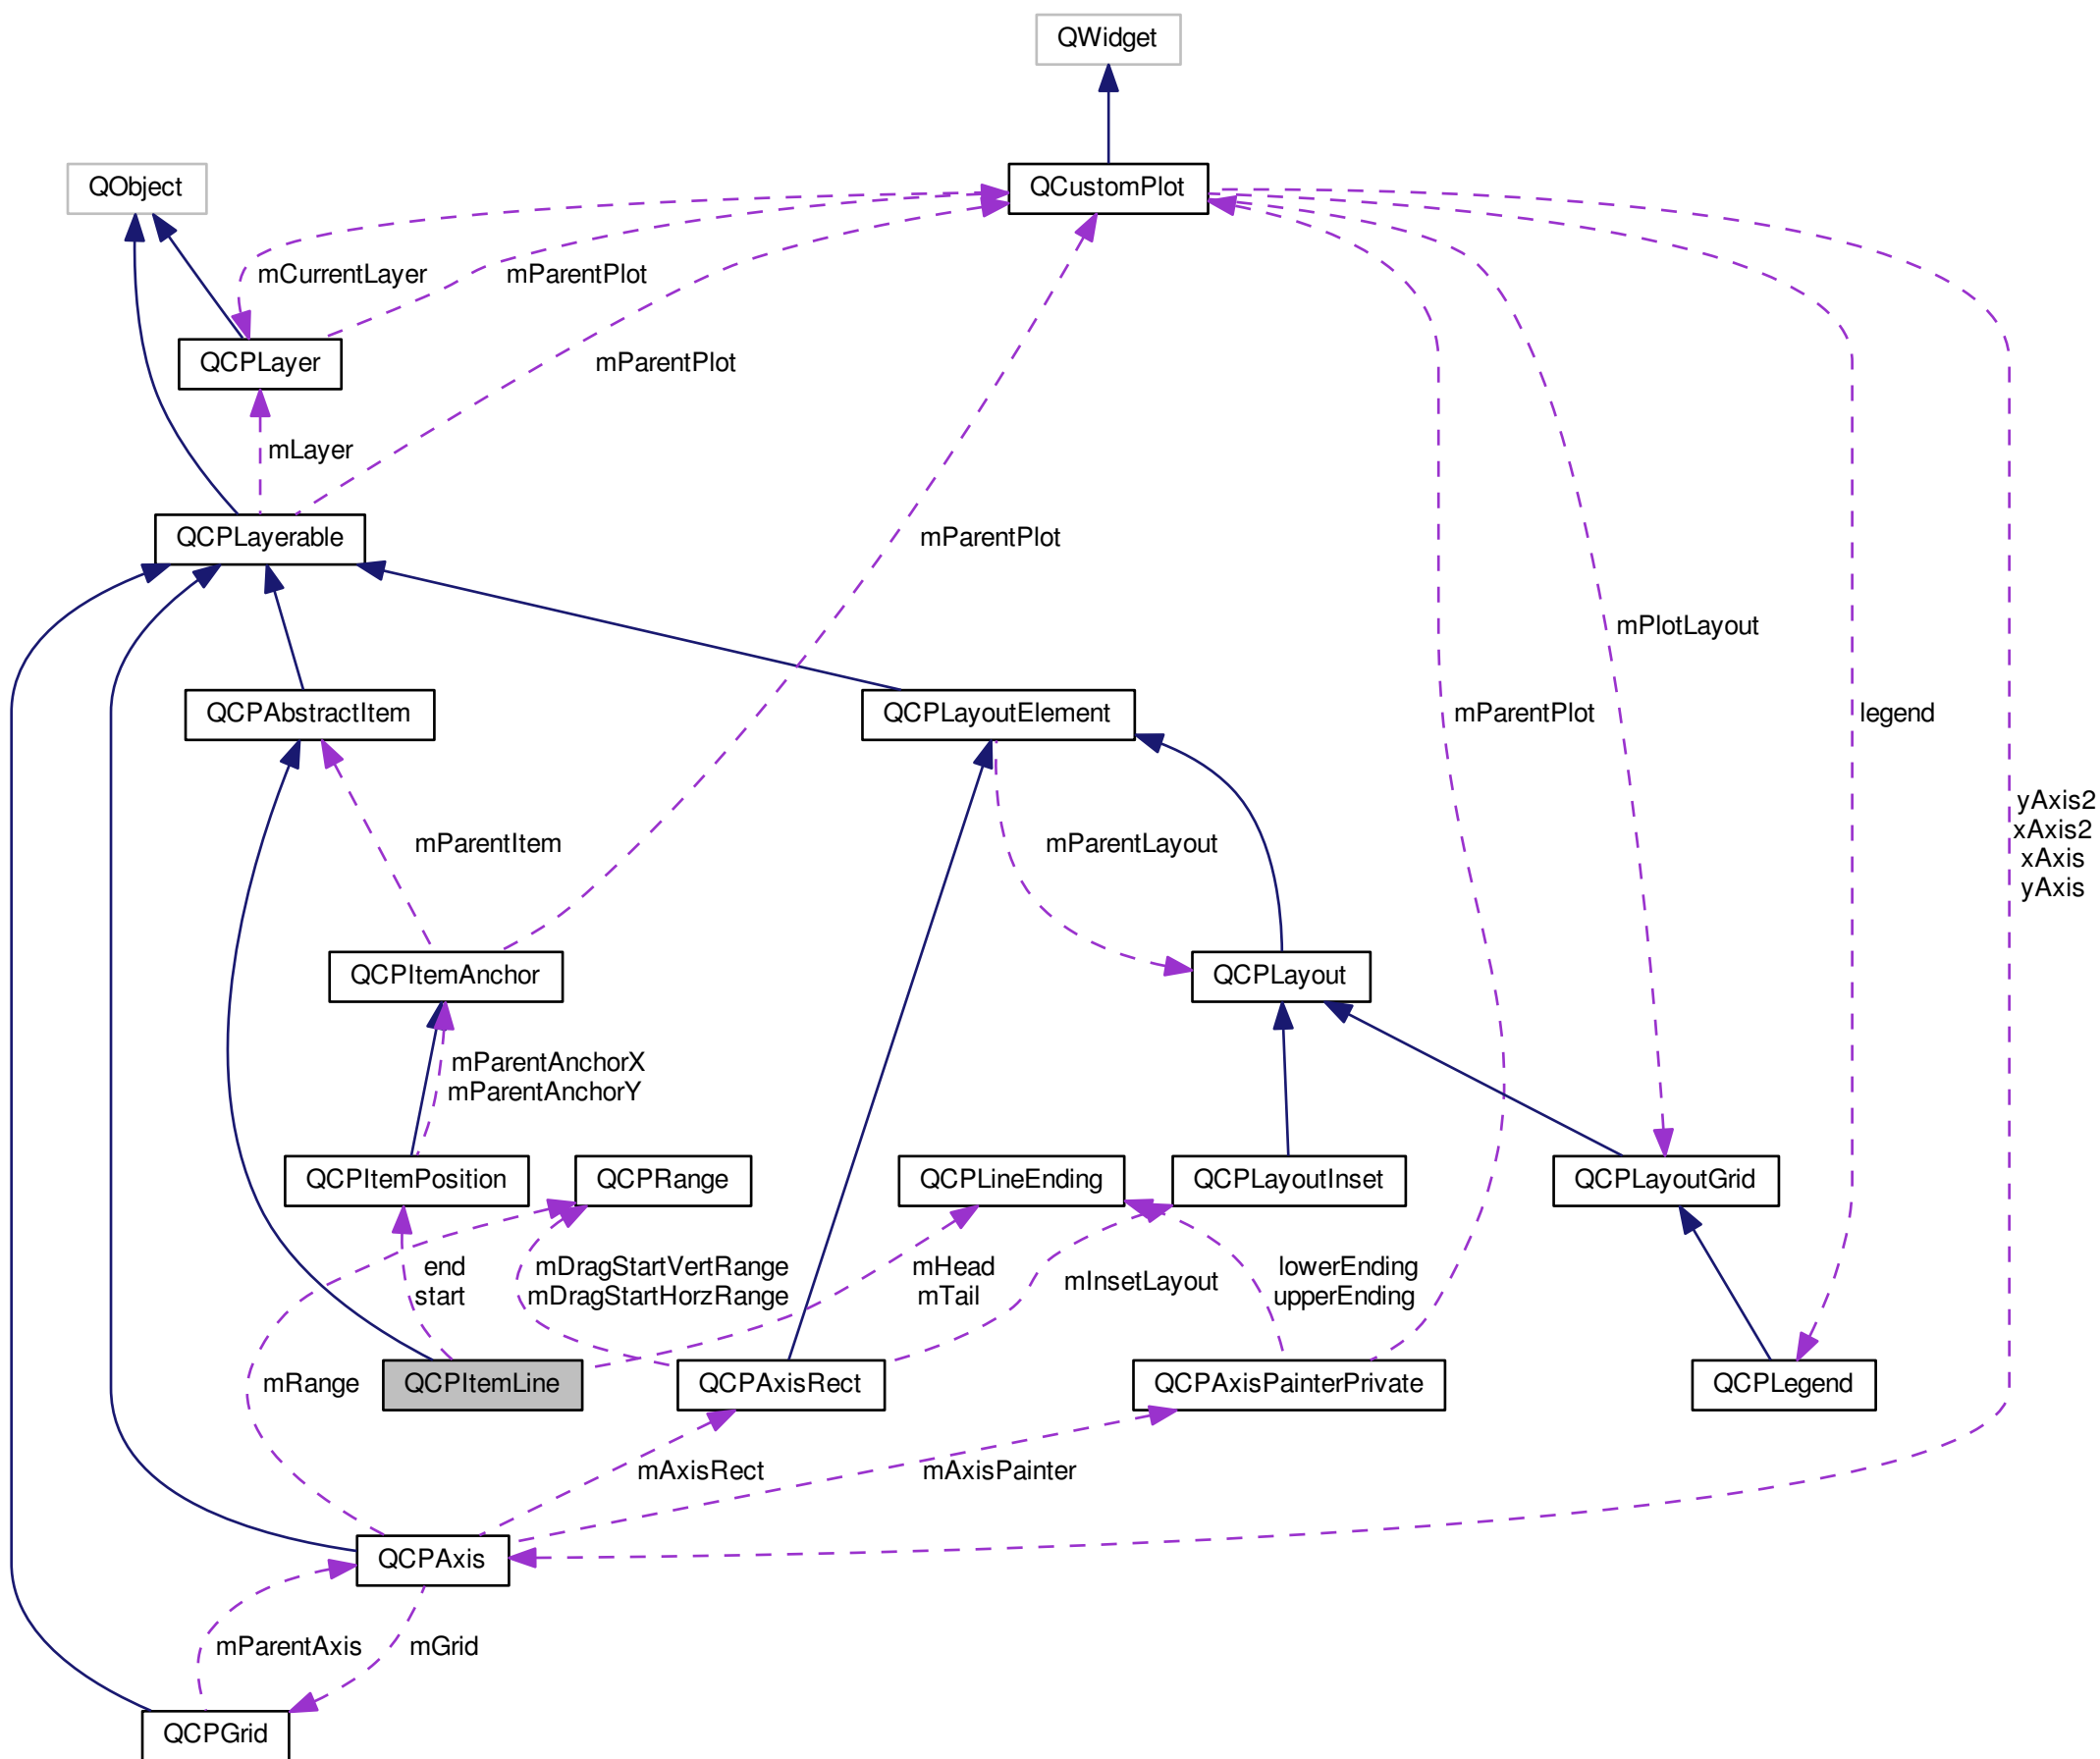 QWidget
QObject
QCustomPlot
mCurrentLayer
mParentPlot
QCPLayer
mParentPlot
mLayer
QCPLayerable
mParentPlot
mPlotLayout
QCPAbstractItem
QCPLayoutElement
mParentPlot
legend
yAxis2
xAxis2
xAxis
yAxis
mParentItem
mParentLayout
QCPItemAnchor
QCPLayout
mParentAnchorX
mParentAnchorY
QCPItemPosition
QCPRange
QCPLineEnding
QCPLayoutInset
QCPLayoutGrid
end
start
mDragStartVertRange
mDragStartHorzRange
mHead
mTail
mInsetLayout
lowerEnding
upperEnding
mRange
QCPItemLine
QCPAxisRect
QCPAxisPainterPrivate
QCPLegend
mAxisRect
mAxisPainter
QCPAxis
mParentAxis
mGrid
QCPGrid